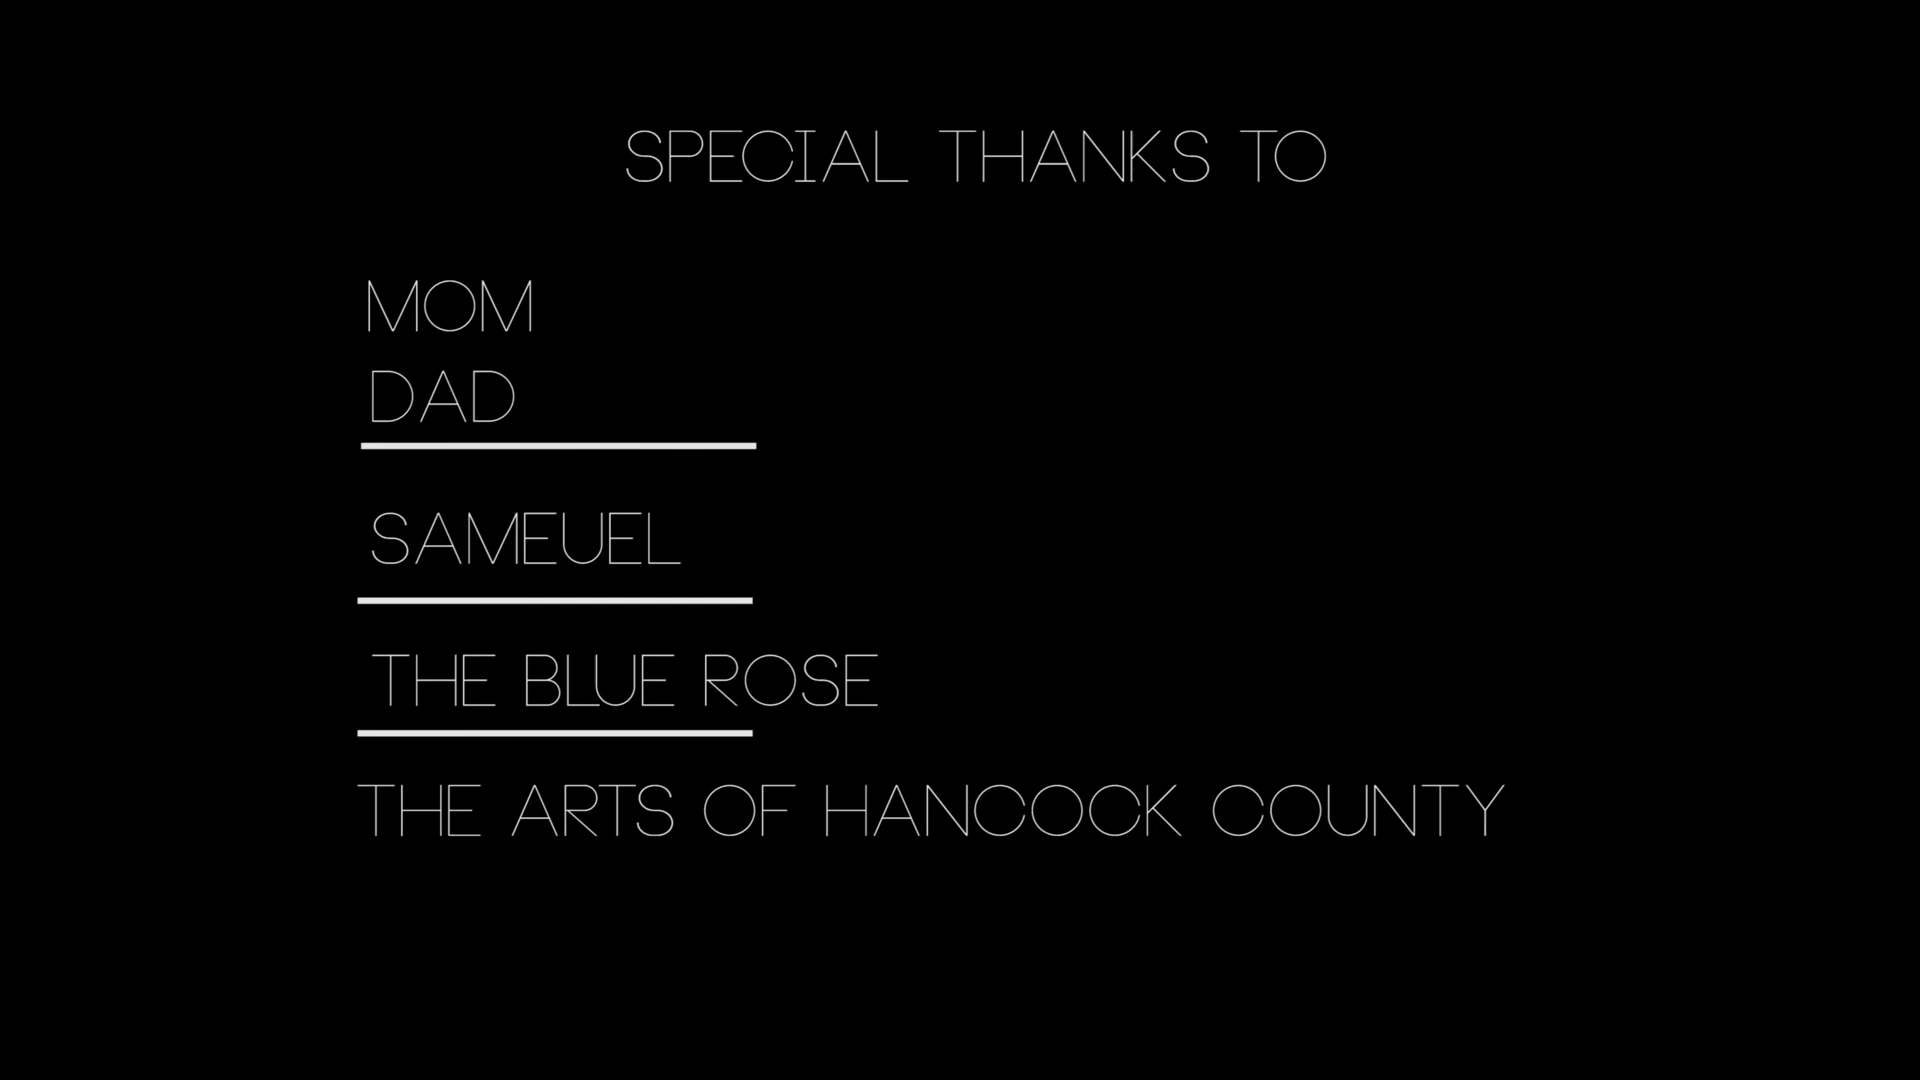 SPECIAL THANKS TO
MOM
DAD
SAMEUEL
THE BLUE ROSE
THE ARTS OF HANCOCK COUNTY